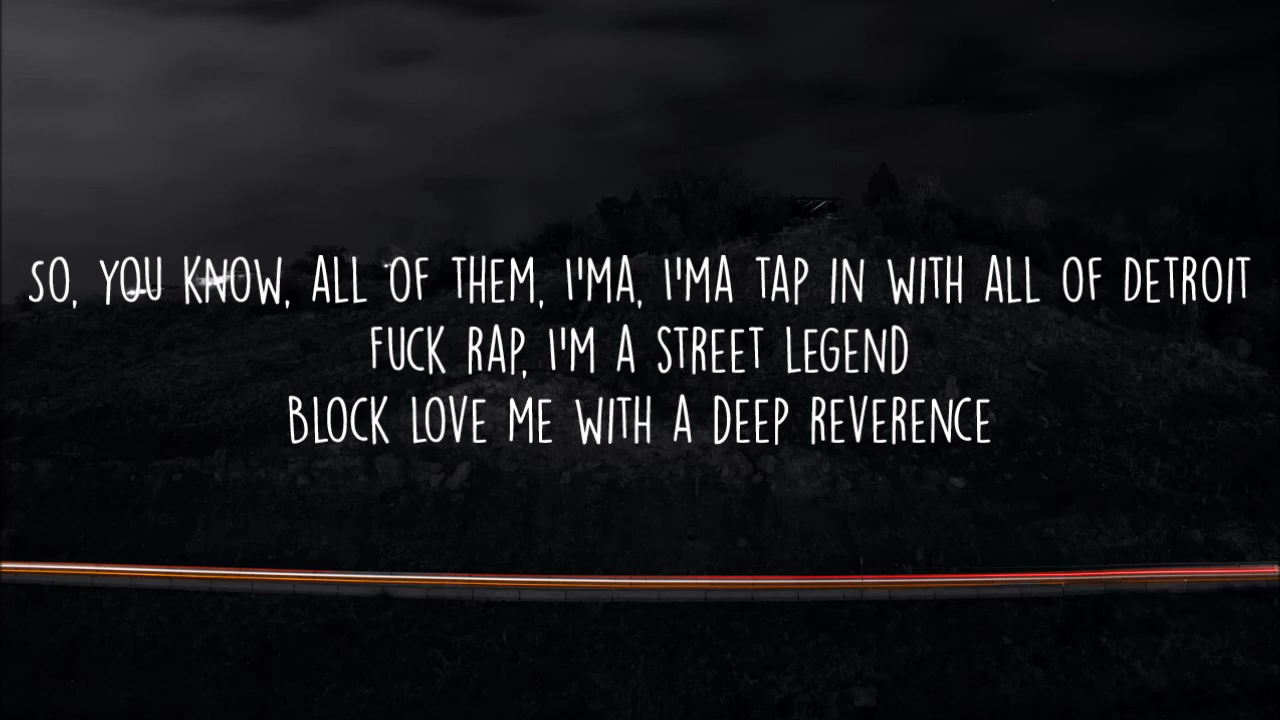 SO, YOU KNOW, ALL OF THEM, I'MA, I'MA TAP IN WITH ALL OF DETROIT
FUCK RAP, I'M A STREET LEGEND
BLOCK LOVE ME WITH A DEEP REVERENCE